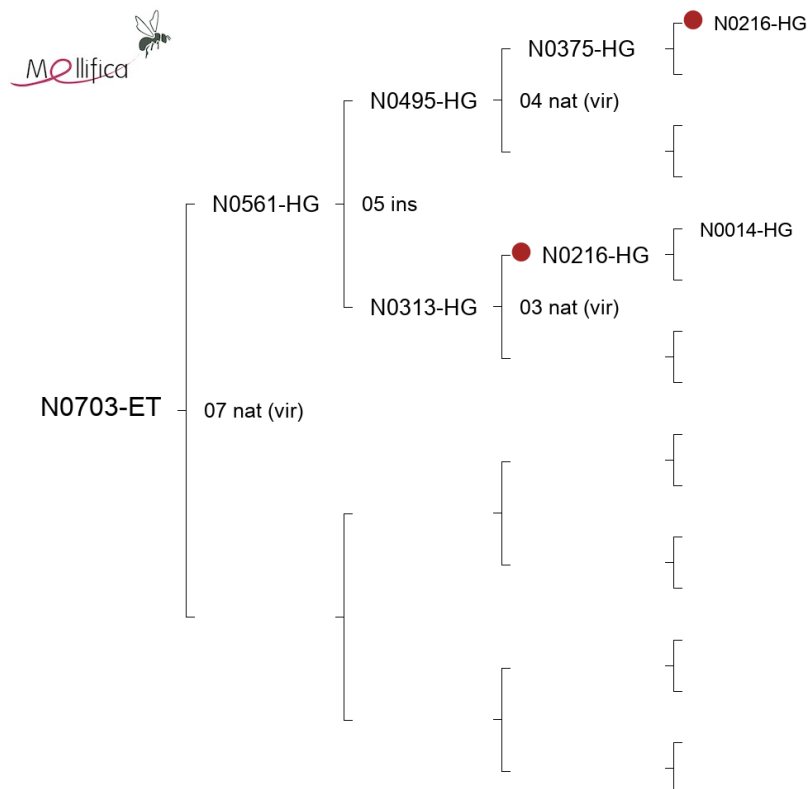 Mellifica
N0216-HG
N0375-HG
N0495-HG
04 nat (vir)
N0561-HG
05 ins
N0014-HG
N0216-HG
N0313-HG
03 nat (vir)
N0703-ET
07 nat (vir)